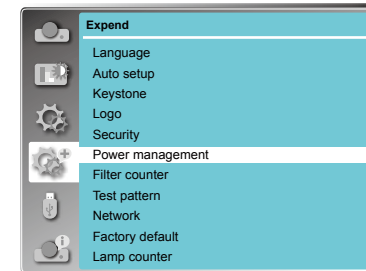 Expend
Language
Auto setup
Keystone
Logo
Security
Power management
Filter counter
Test pattern
Network
Factory default
Lamp counter